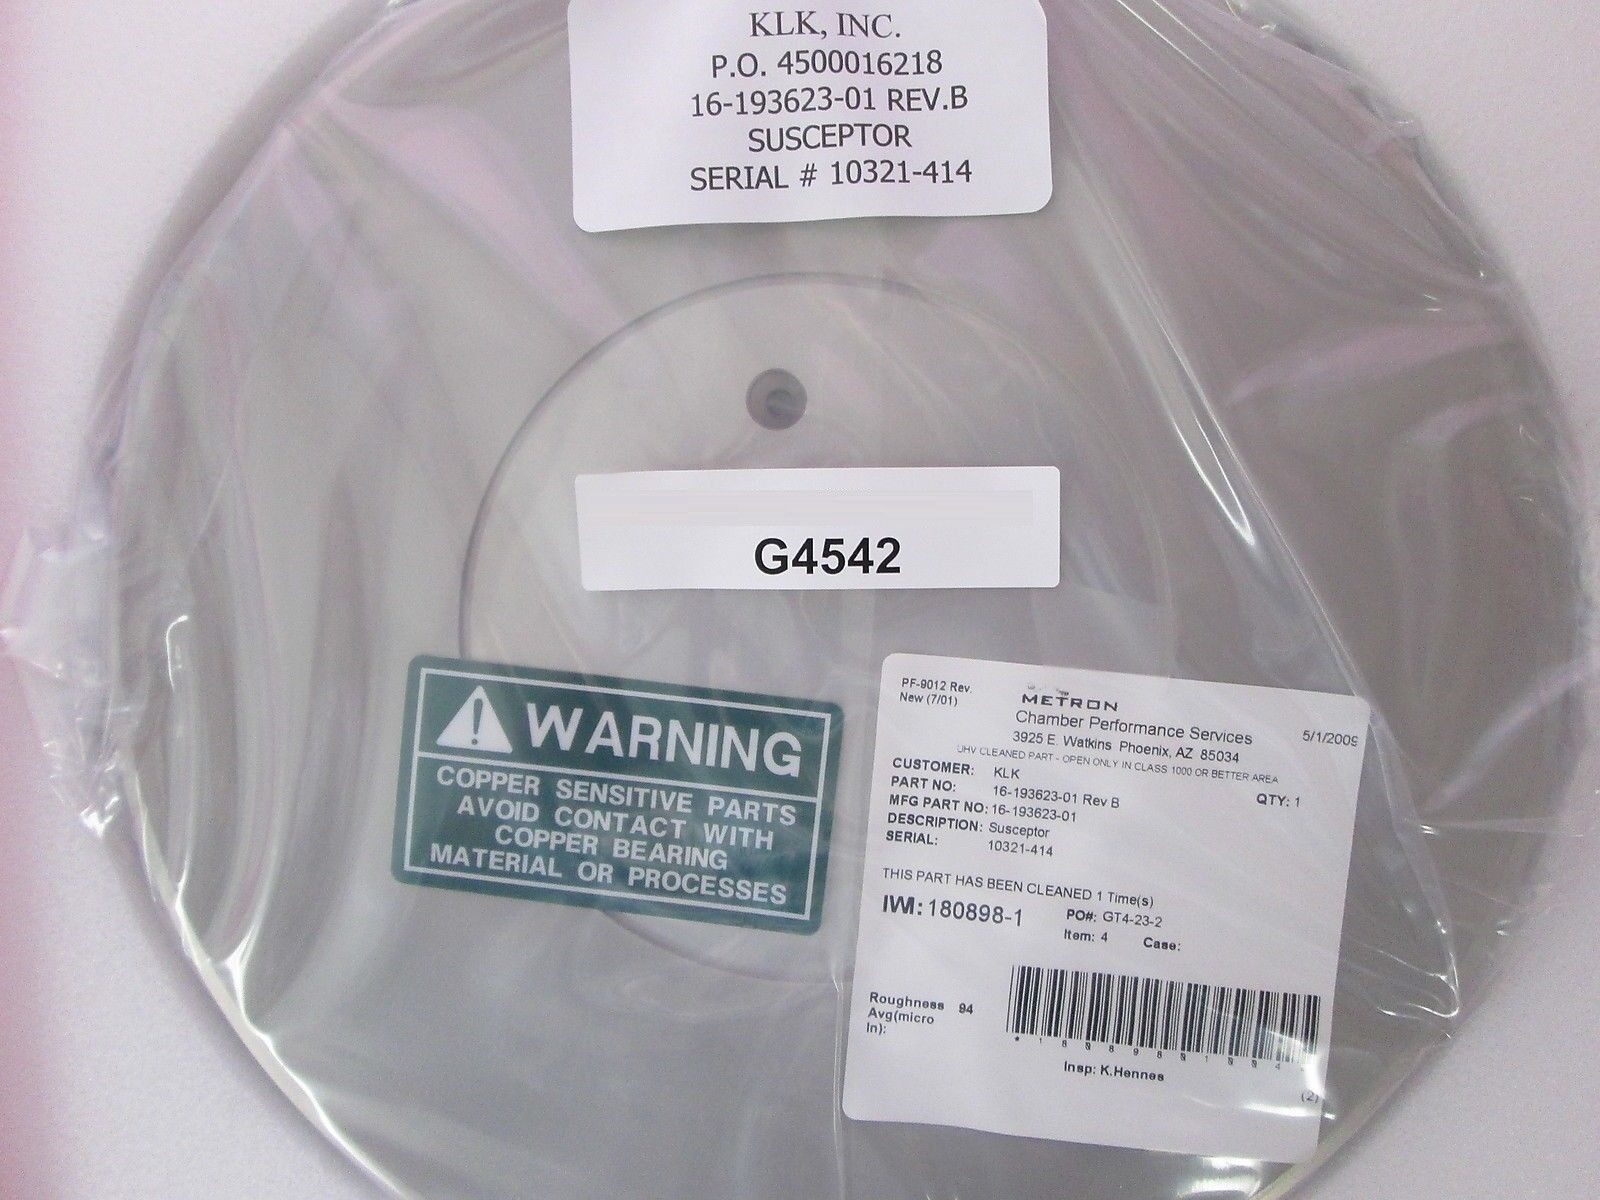 KLK, INC.
P.O. 4500016218
16-193623-01 REV.B
SUSCEPTOR
SERIAL # 10321-414
G4542
WARNING
COPPER SENSITIVE PARTS
AVOID CONTACT WITH
COPPER BEARING
MATERIAL OR PROCESSES
PF-9012 Rev.
New (7/01)
METRON
Chamber Performance Services
5/1/2009
3925 E. Watkins Phoenix, AZ 85034
UHV CLEANED PART - OPEN ONLY IN CLASS 1000 OR BETTER AREA
CUSTOMER: KLK
PART NO: 16-193623-01 Rev B QTY: 1
MFG PART NO: 16-193623-01
DESCRIPTION: Susceptor
SERIAL: 10321-414
THIS PART HAS BEEN CLEANED 1 Time(s)
IWI: 180898-1 PO#: GT4-23-2
Item: 4 Case:
Roughness 94
Avg(micro
In):
Insp: K.Hennes
(2)